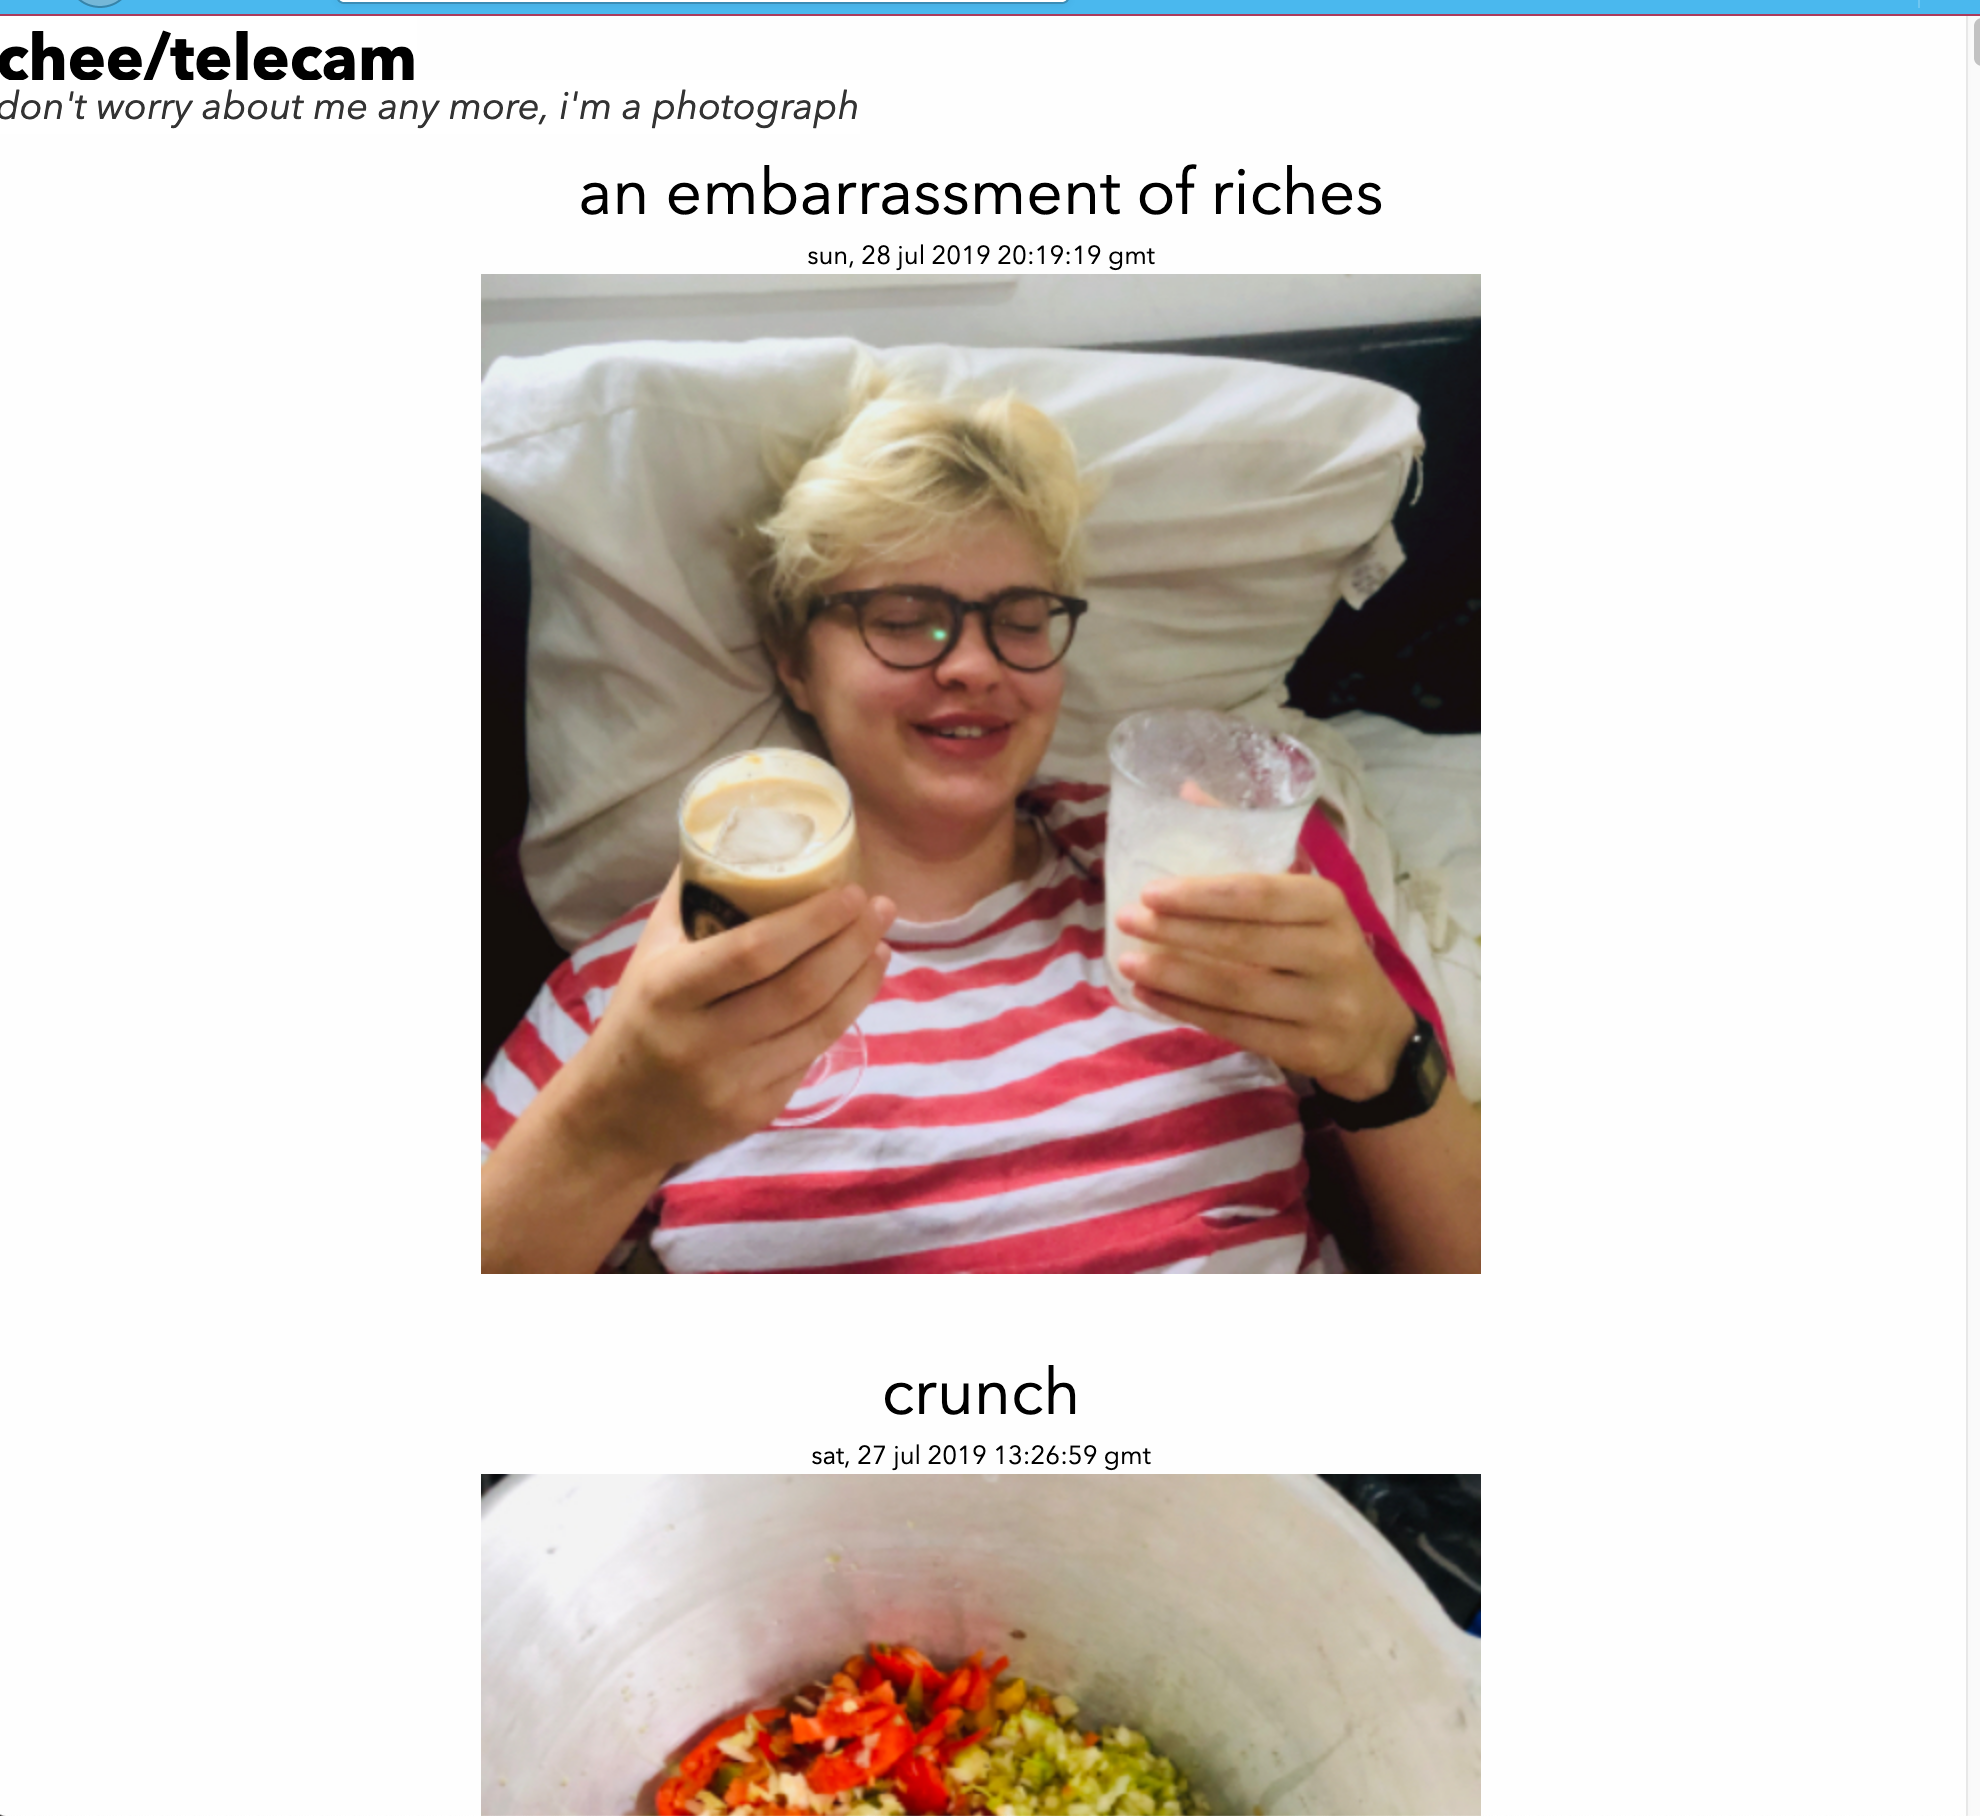 chee/telecam
don't worry about me any more, i'm a photograph
an embarrassment of riches
sun, 28 jul 2019 20:19:19 gmt
crunch
sat, 27 jul 2019 13:26:59 gmt